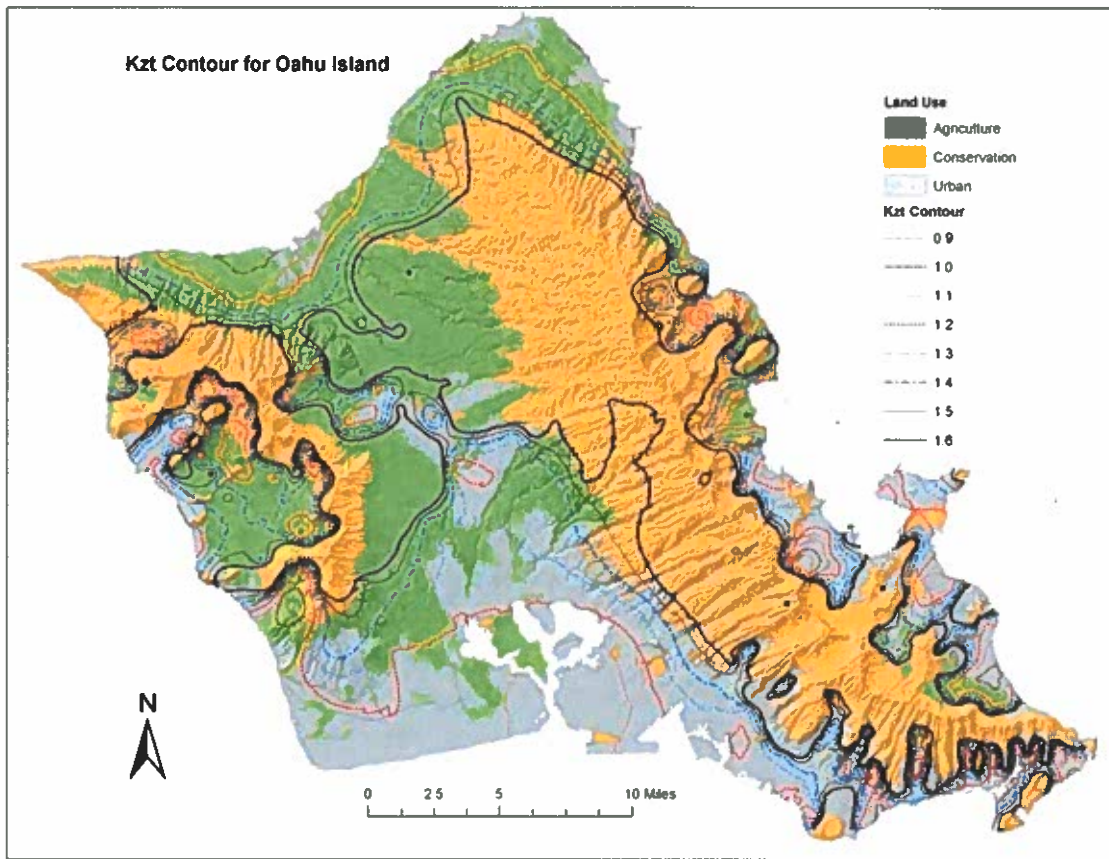 Kzt Contour for Oahu Island
Land Use
Agriculture
Conservation
Urban
Kzt Contour
0 9
1 0
1 1
1 2
1 3
1 4
1 5
1 6
N
0 2 5 5 10 Miles